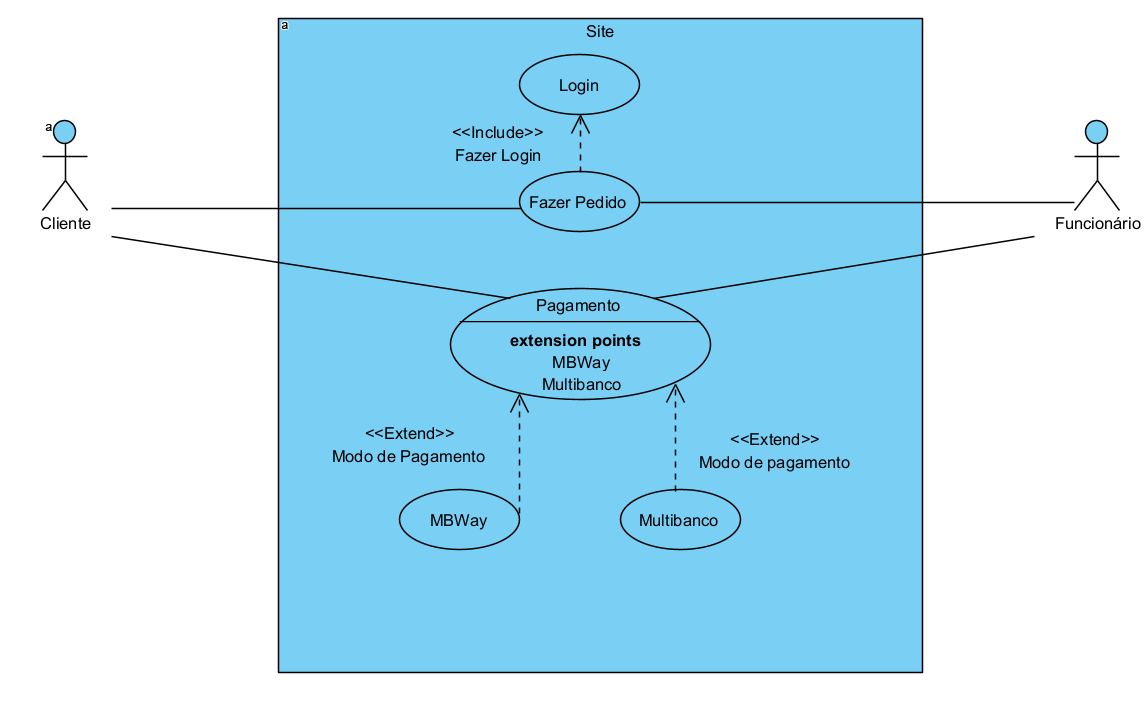 a
Site
Login
<<Include>>
Fazer Login
a
Fazer Pedido
Cliente
Funcionário
Pagamento
extension points
MBWay
Multibanco
<<Extend>>
Modo de Pagamento
<<Extend>>
Modo de pagamento
MBWay
Multibanco